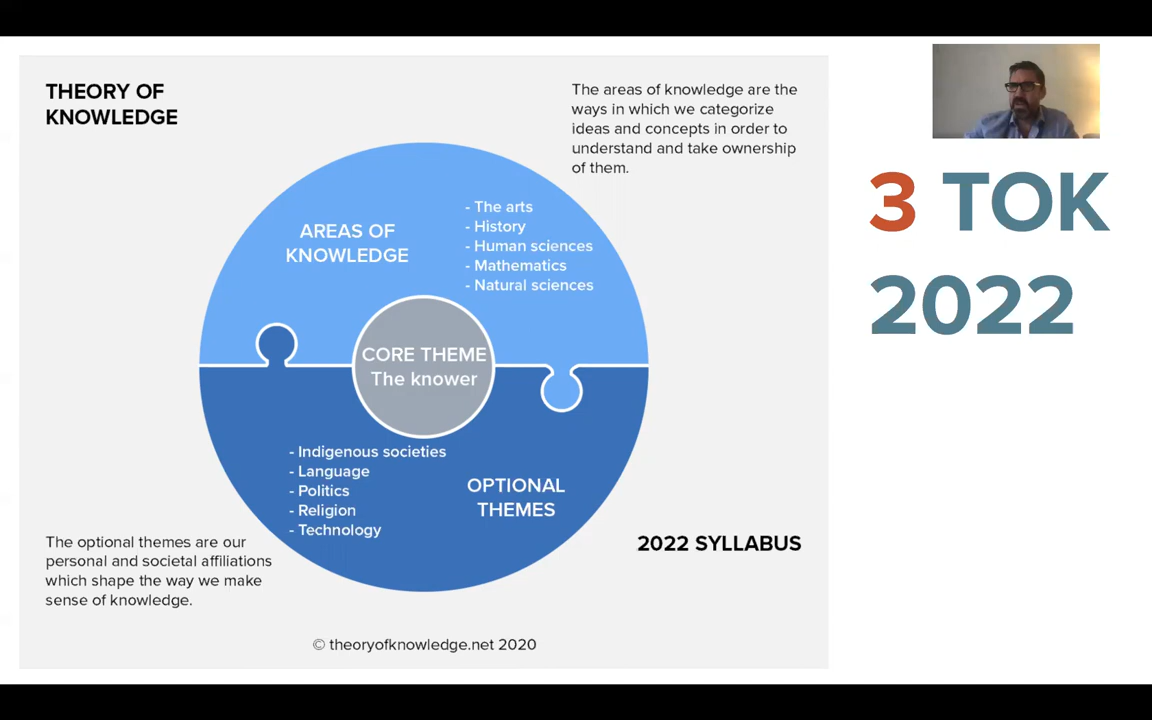 THEORY OF
KNOWLEDGE
The areas of knowledge are the
ways in which we categorize
ideas and concepts in order to
understand and take ownership
of them.
3 TOK
2022
AREAS OF
KNOWLEDGE
- The arts
- History
- Human sciences
- Mathematics
- Natural sciences
CORE THEME
The knower
- Indigenous societies
- Language
- Politics
- Religion
- Technology
OPTIONAL
THEMES
The optional themes are our
personal and societal affiliations
which shape the way we make
sense of knowledge.
2022 SYLLABUS
© theoryofknowledge.net 2020